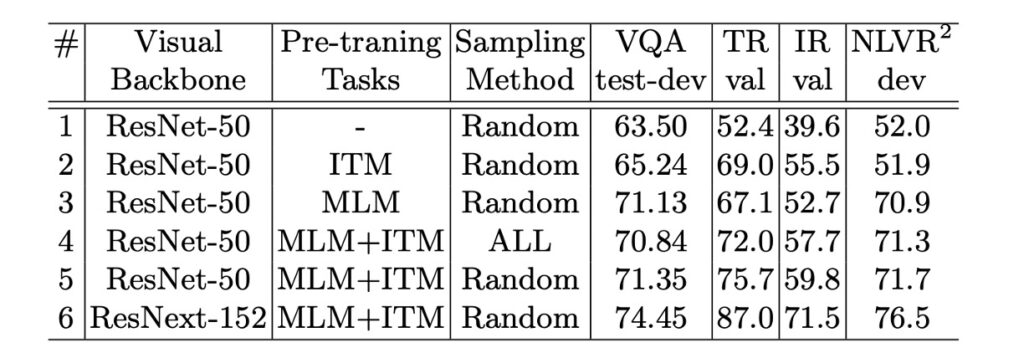 # Visual Pre-traning Sampling VQA TR IR NLVR²
Backbone Tasks Method test-dev val val dev
1 ResNet-50 - Random 63.50 52.4 39.6 52.0
2 ResNet-50 ITM Random 65.24 69.0 55.5 51.9
3 ResNet-50 MLM Random 71.13 67.1 52.7 70.9
4 ResNet-50 MLM+ITM ALL 70.84 72.0 57.7 71.3
5 ResNet-50 MLM+ITM Random 71.35 75.7 59.8 71.7
6 ResNext-152 MLM+ITM Random 74.45 87.0 71.5 76.5